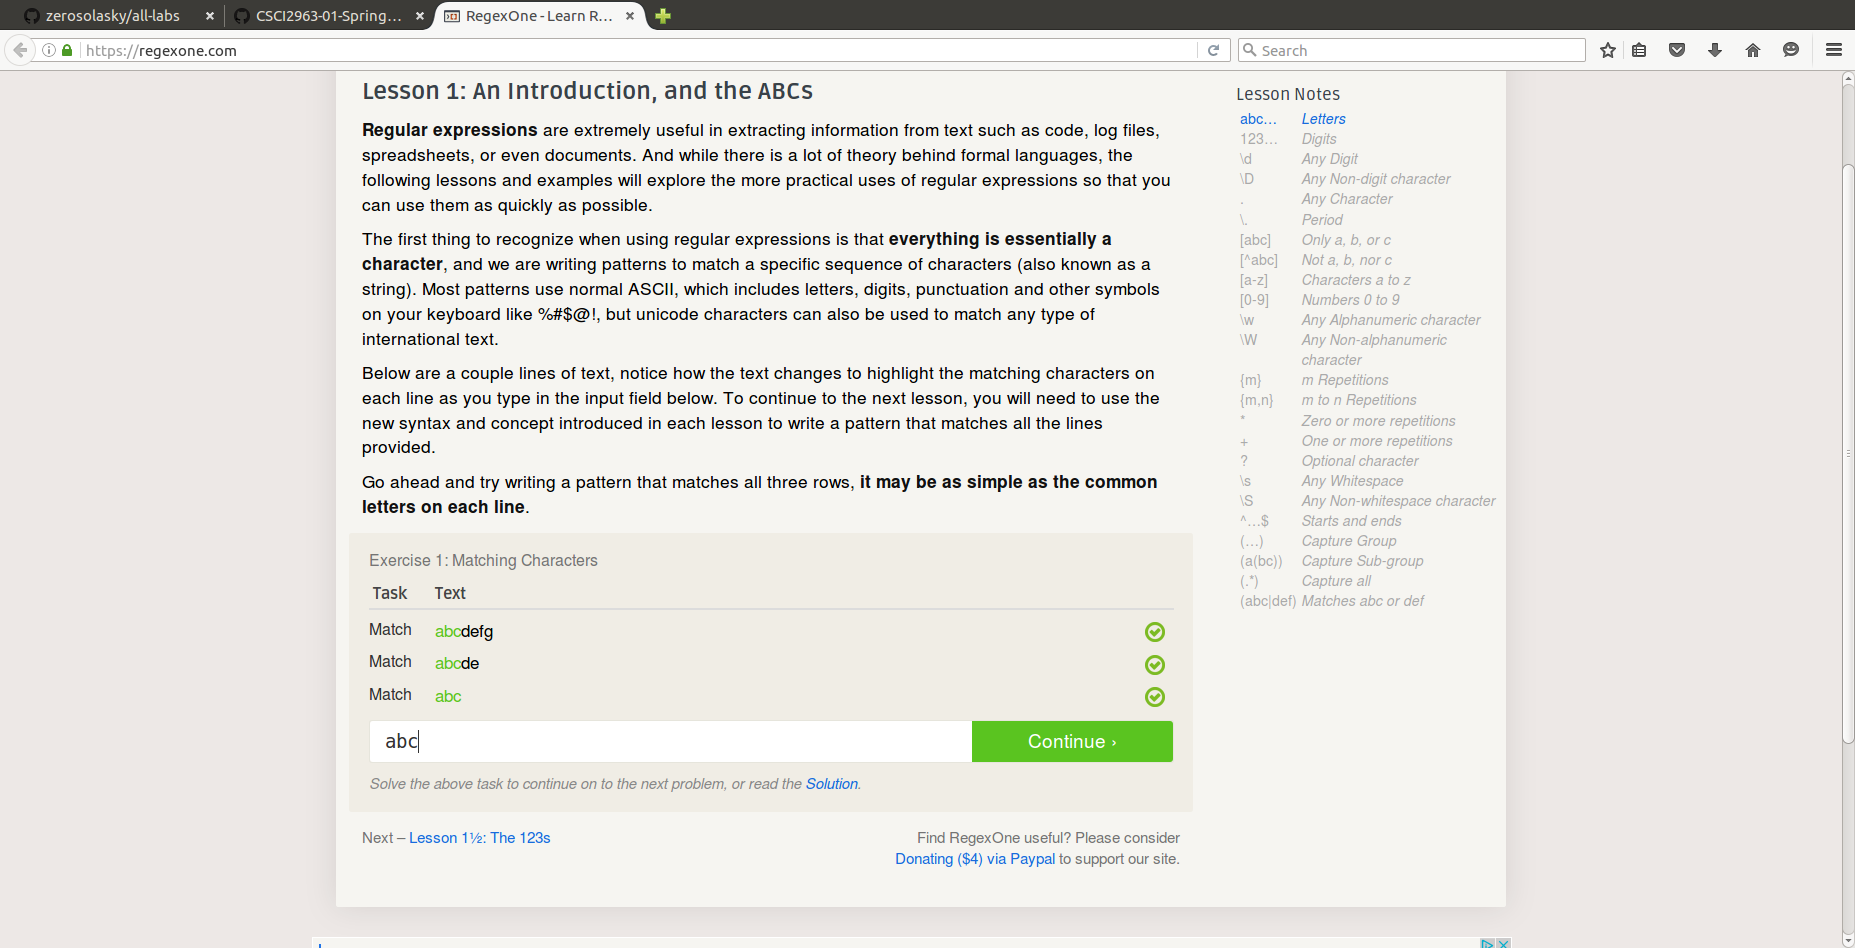 zerosolasky/all-labs
CSCI2963-01-Spring...
RegexOne - Learn R...
https://regexone.com
Search
Lesson 1: An Introduction, and the ABCs
Regular expressions are extremely useful in extracting information from text such as code, log files,
spreadsheets, or even documents. And while there is a lot of theory behind formal languages, the
following lessons and examples will explore the more practical uses of regular expressions so that you
can use them as quickly as possible.
The first thing to recognize when using regular expressions is that everything is essentially a
character, and we are writing patterns to match a specific sequence of characters (also known as a
string). Most patterns use normal ASCII, which includes letters, digits, punctuation and other symbols
on your keyboard like %#$@!, but unicode characters can also be used to match any type of
international text.
Below are a couple lines of text, notice how the text changes to highlight the matching characters on
each line as you type in the input field below. To continue to the next lesson, you will need to use the
new syntax and concept introduced in each lesson to write a pattern that matches all the lines
provided.
Go ahead and try writing a pattern that matches all three rows, it may be as simple as the common
letters on each line.
Exercise 1: Matching Characters
Task Text
Match abcdefg
Match abcde
Match abc
abc
Continue ›
Solve the above task to continue on to the next problem, or read the Solution.
Next – Lesson 1½: The 123s
Find RegexOne useful? Please consider
Donating ($4) via Paypal to support our site.
Lesson Notes
abc… Letters
123… Digits
\d Any Digit
\D Any Non-digit character
. Any Character
\. Period
[abc] Only a, b, or c
[^abc] Not a, b, nor c
[a-z] Characters a to z
[0-9] Numbers 0 to 9
\w Any Alphanumeric character
\W Any Non-alphanumeric
character
{m} m Repetitions
{m,n} m to n Repetitions
* Zero or more repetitions
+ One or more repetitions
? Optional character
\s Any Whitespace
\S Any Non-whitespace character
^…$ Starts and ends
(…) Capture Group
(a(bc)) Capture Sub-group
(.*) Capture all
(abc|def) Matches abc or def